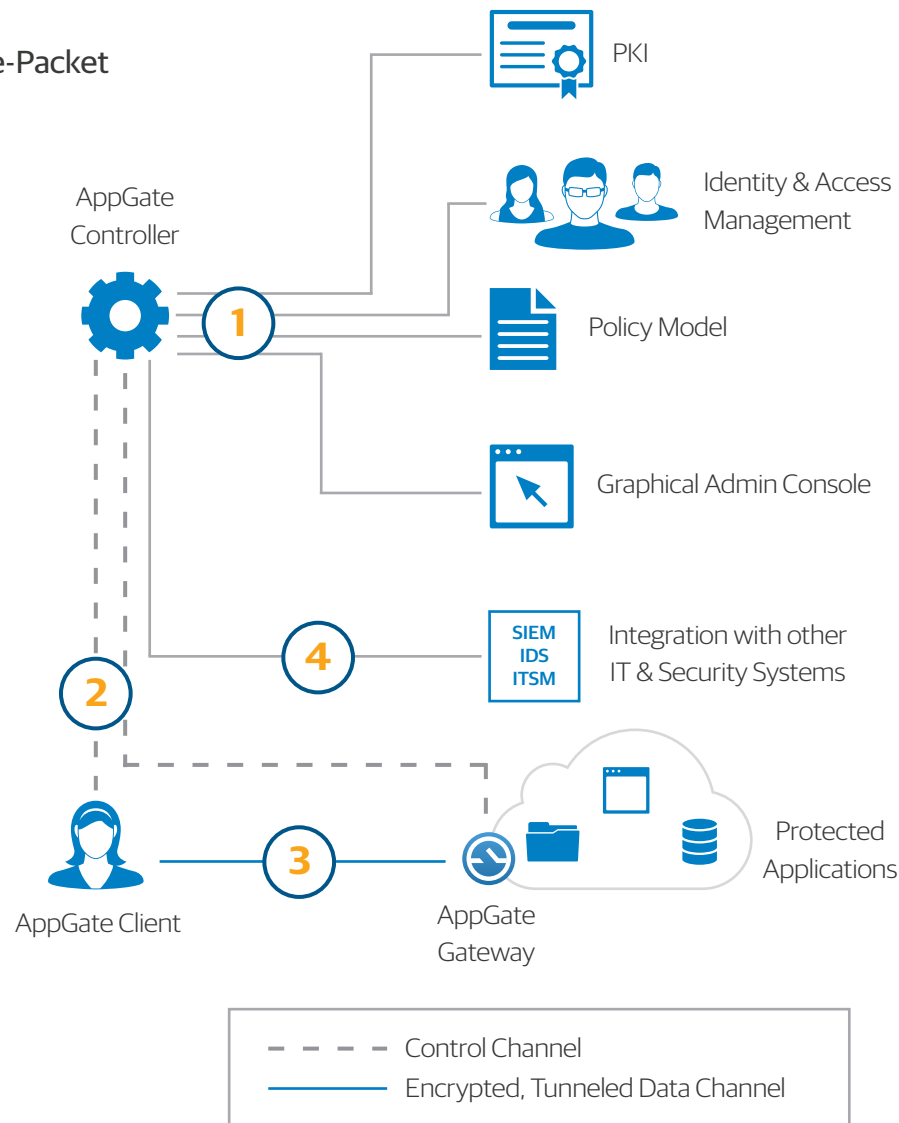 e-Packet
PKI
Identity & Access
Management
AppGate
Controller
1
Policy Model
Graphical Admin Console
4
SIEM
IDS
ITSM
Integration with other
IT & Security Systems
2
3
Protected
Applications
AppGate Client
AppGate
Gateway
Control Channel
Encrypted, Tunneled Data Channel